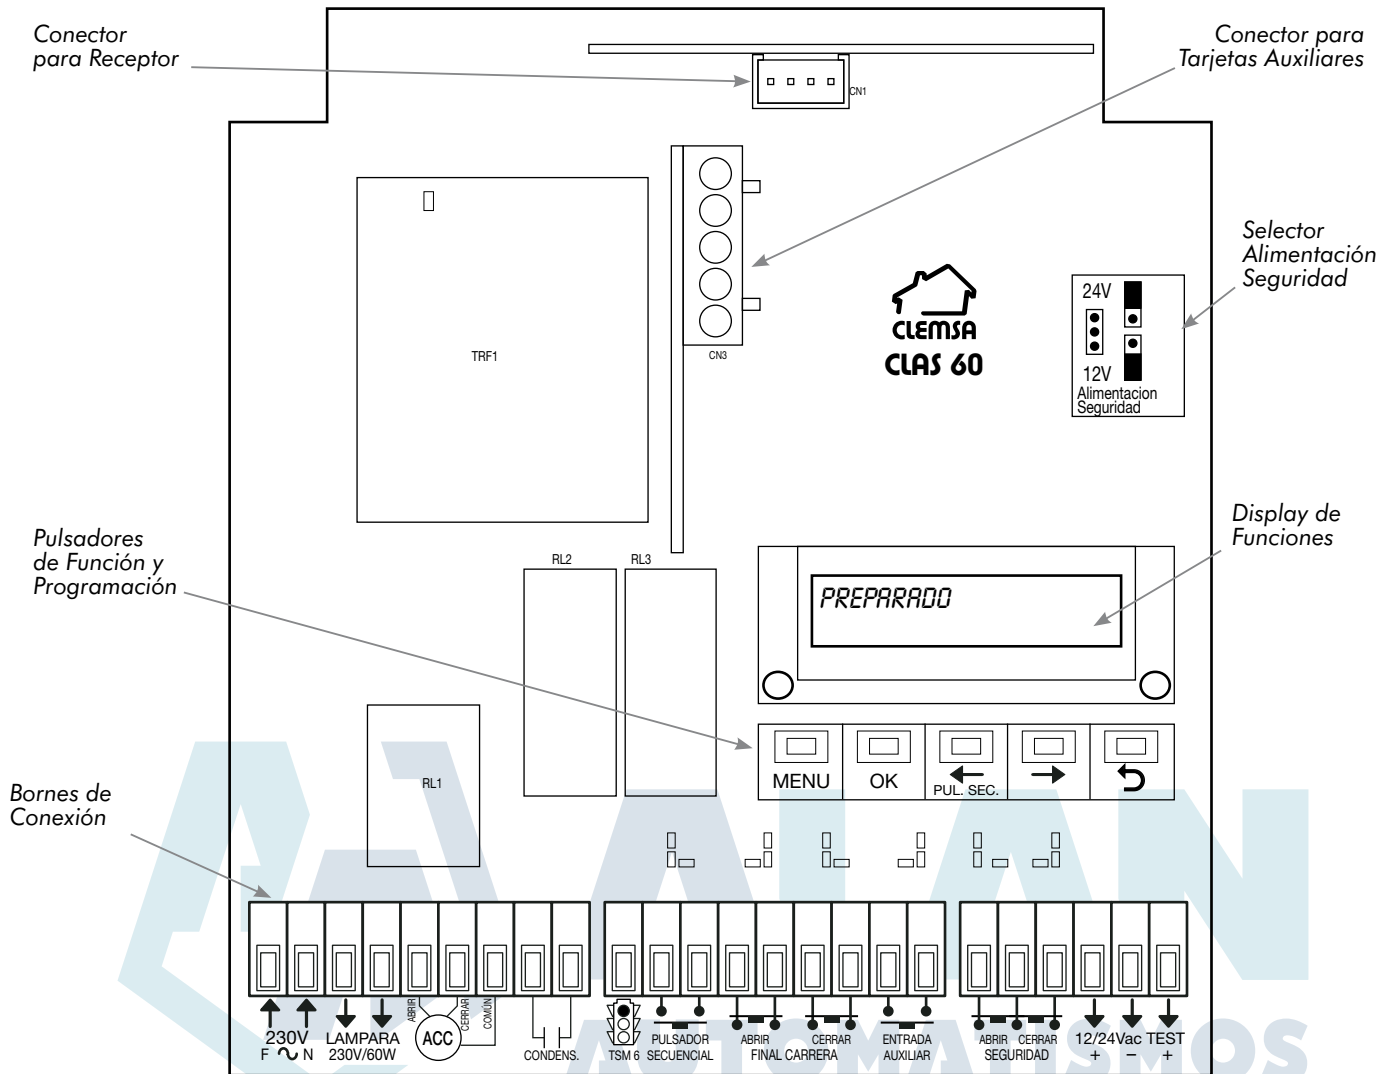 Conector
para Receptor
Conector para
Tarjetas Auxiliares
CN1
Selector
Alimentación
Seguridad
24V
12V
Alimentacion
Seguridad
CLEMSA
CLAS 60
TRF1
CN3
Pulsadores
de Función y
Programación
RL2
RL3
Display de
Funciones
PREPARADO
MENU
OK
PUL. SEC.
RL1
Bornes de
Conexión
ALAN
AUTOMATISMOS
230V
F N
LAMPARA
230V/60W
ABRIR
ACC
CERRAR
COMÚN
CONDENS.
TSM 6
PULSADOR
SECUENCIAL
ABRIR CERRAR
FINAL CARRERA
ENTRADA
AUXILIAR
ABRIR CERRAR
SEGURIDAD
12/24Vac TEST
+ − +